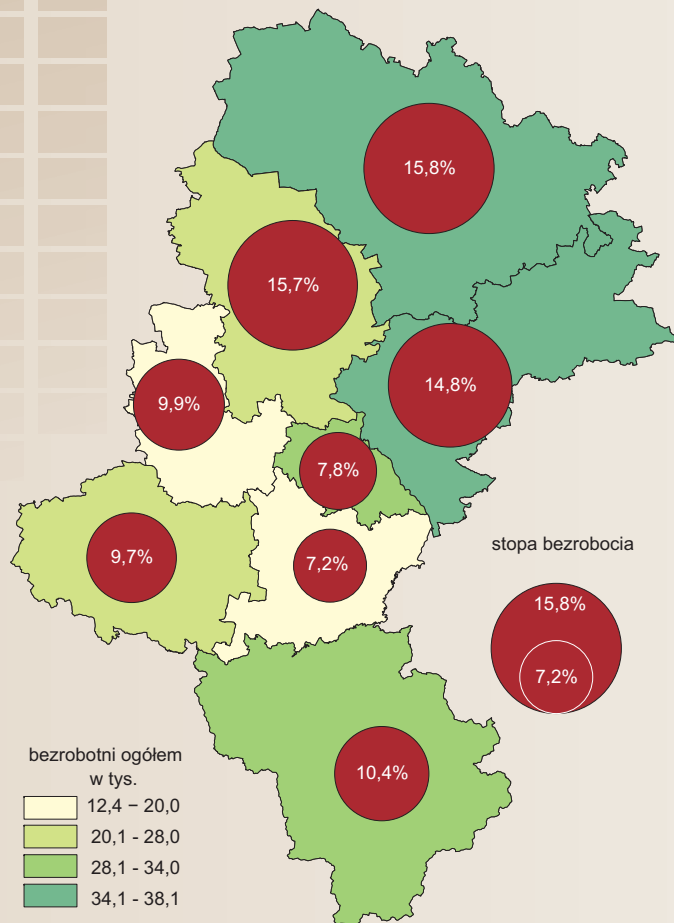 15,8%
15,7%
14,8%
9,9%
7,8%
9,7%
7,2%
10,4%
stopa bezrobocia
15,8%
7,2%
bezrobotni ogółem
w tys.
12,4 – 20,0
20,1 - 28,0
28,1 - 34,0
34,1 - 38,1